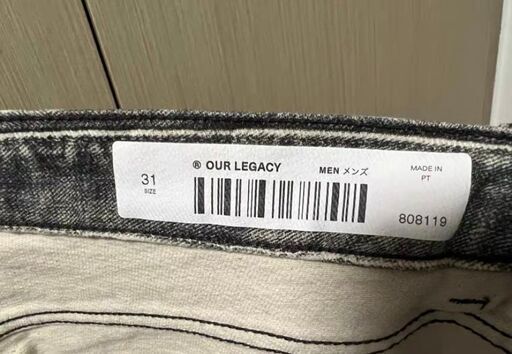 31
SIZE
® OUR LEGACY
MEN メンズ
MADE IN
PT
808119